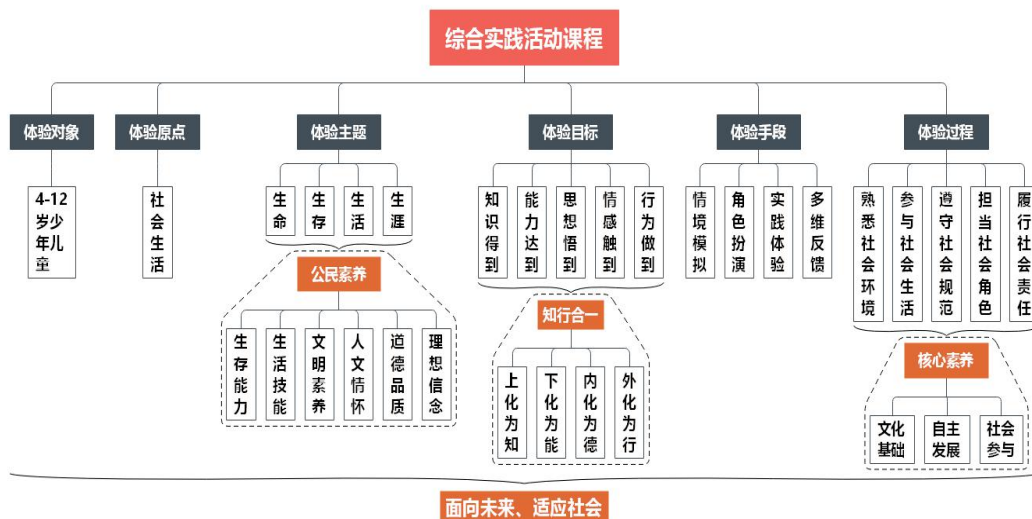 综合实践活动课程
体验对象
体验原点
体验主题
体验目标
体验手段
体验过程
4-12
岁少
年儿
童
社会生活
生命
生存
生活
生涯
知识得到
能力达到
思想悟到
情感触到
行为做到
情境模拟
角色扮演
实践体验
多维反馈
熟悉社会环境
参与社会生活
遵守社会规范
担当社会角色
履行社会责任
公民素养
知行合一
核心素养
生存能力
生活技能
文明素养
人文情怀
道德品质
理想信念
上化为知
下化为能
内化为德
外化为行
文化
基础
自主
发展
社会
参与
面向未来、适应社会